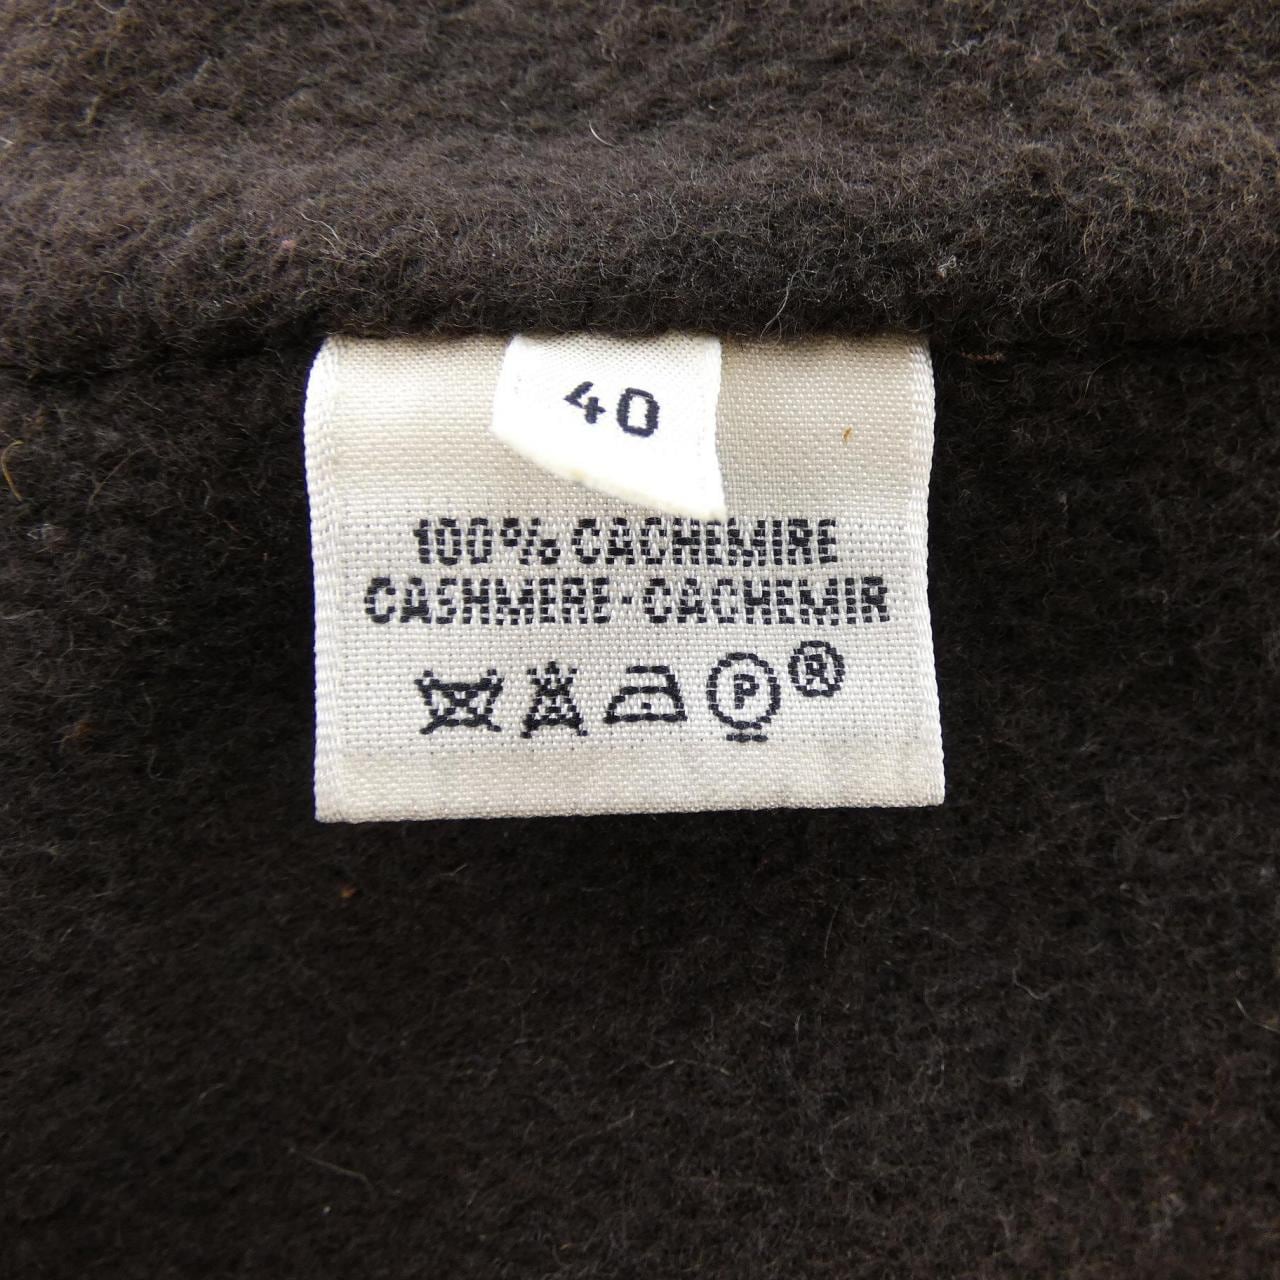 40
100% CACHEMIRE
CASHMERE-CACHEMIR
P ®